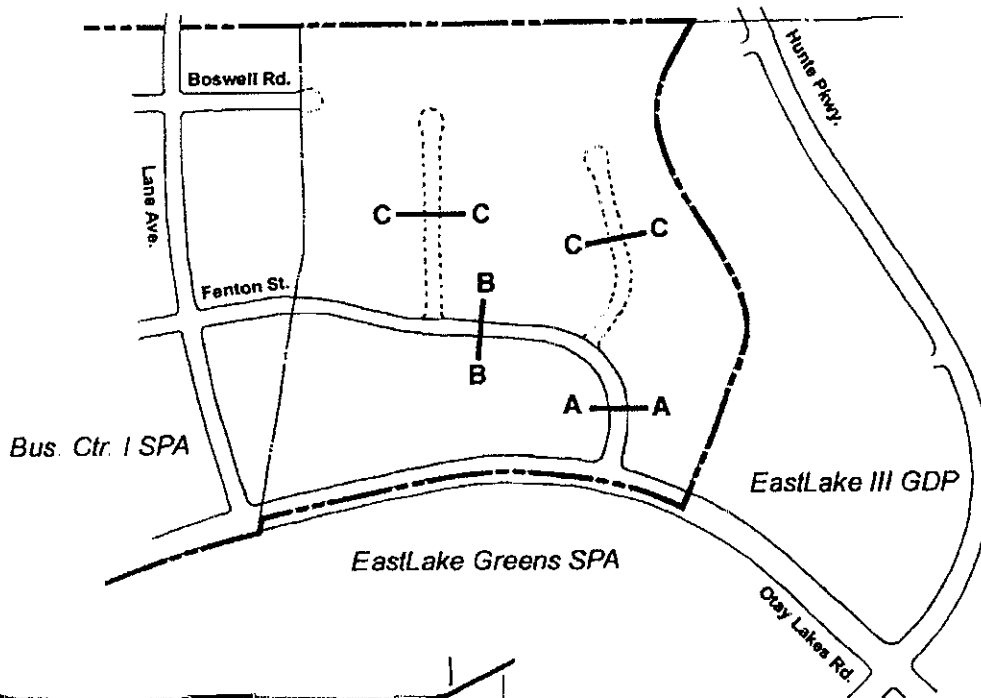 Boswell Rd.
Hunte Pkwy.
Lane Ave.
C C
C C
Fenton St.
B
B
A A
Bus. Ctr. I SPA
EastLake III GDP
EastLake Greens SPA
Otay Lakes Rd.